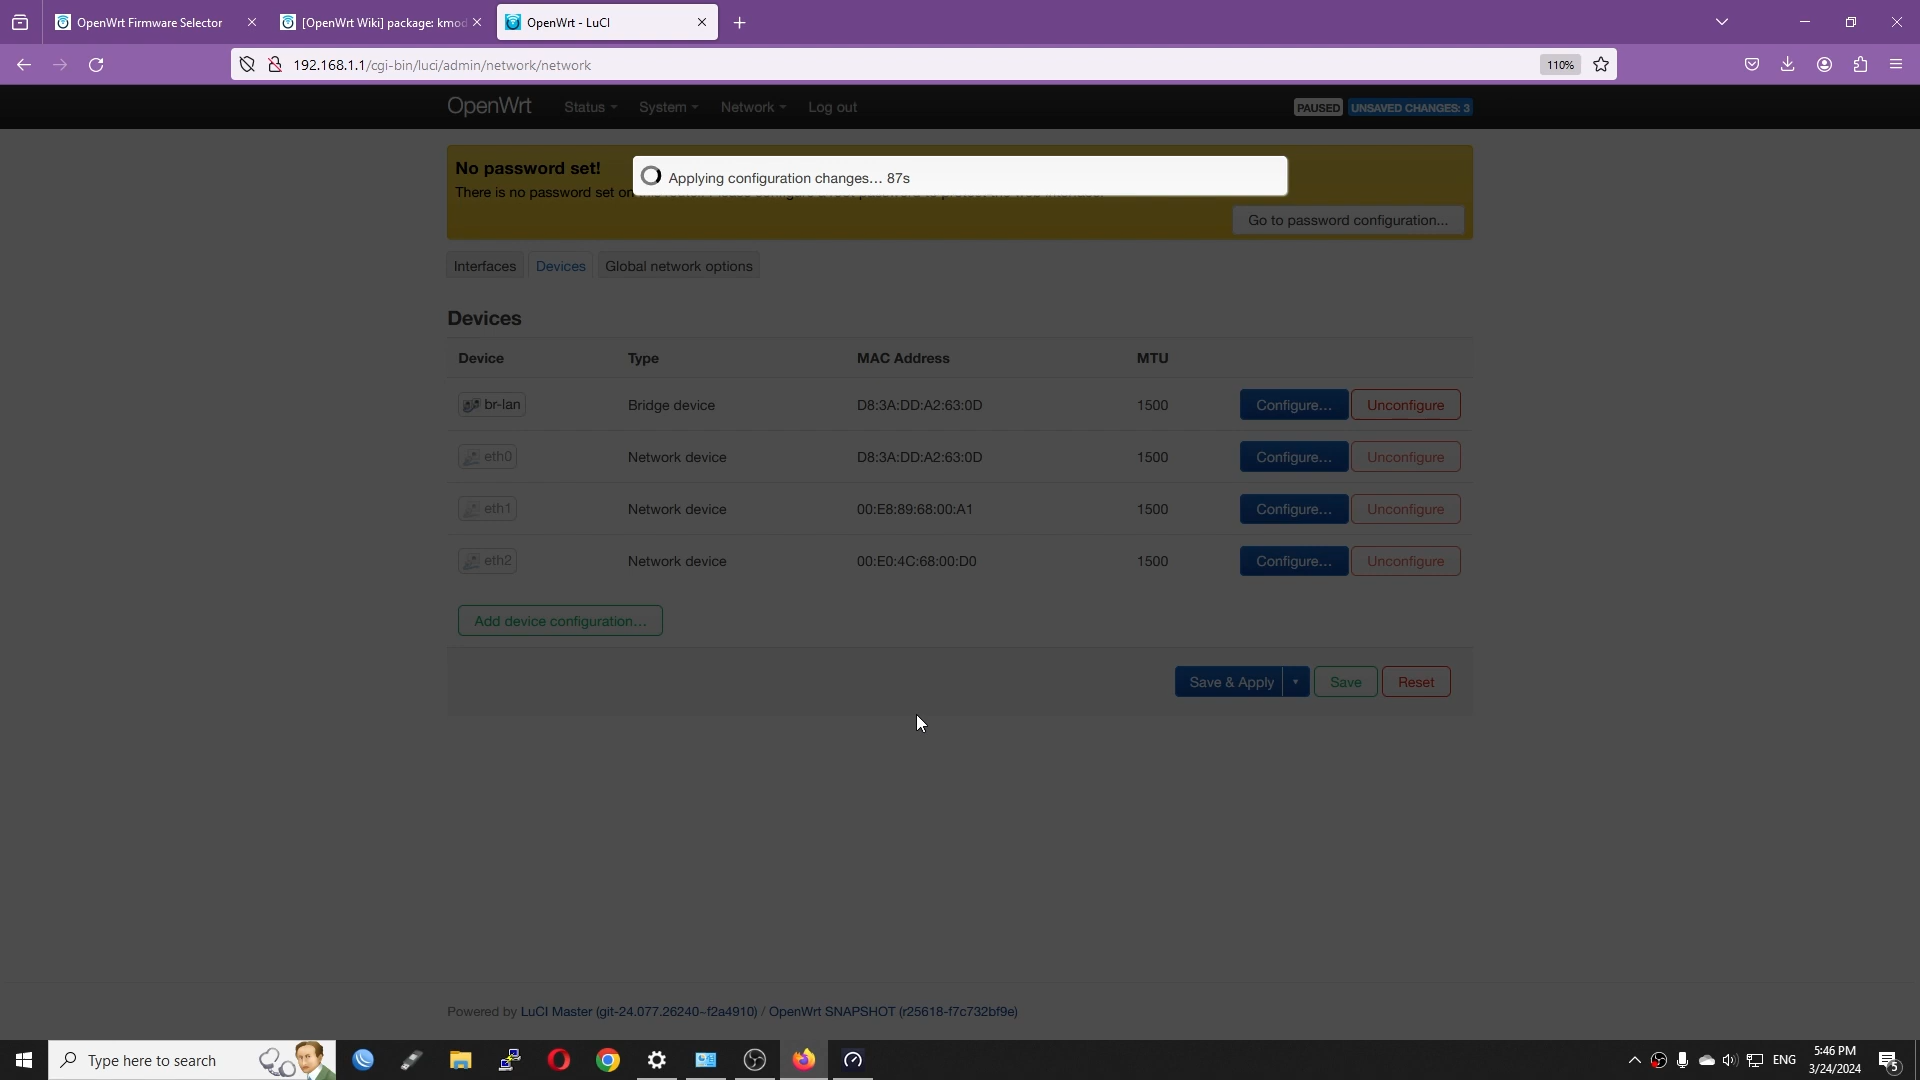 OpenWrt Firmware Selector
[OpenWrt Wiki] package: kmod
OpenWrt - LuCI
192.168.1.1/cgi-bin/luci/admin/network/network
110%
OpenWrt
Status
System
Network
Log out
PAUSED
UNSAVED CHANGES: 3
No password set!
Applying configuration changes… 87s
There is no password set on
Go to password configuration...
Interfaces
Devices
Global network options
Devices
Device Type MAC Address MTU
br-lan Bridge device D8:3A:DD:A2:63:0D 1500 Configure… Unconfigure
eth0 Network device D8:3A:DD:A2:63:0D 1500 Configure… Unconfigure
eth1 Network device 00:E8:89:68:00:A1 1500 Configure… Unconfigure
eth2 Network device 00:E0:4C:68:00:D0 1500 Configure… Unconfigure
Add device configuration…
Save & Apply
Save
Reset
Powered by LuCI Master (git-24.077.26240~f2a4910) / OpenWrt SNAPSHOT (r25618-f7c732bf9e)
Type here to search
ENG
5:46 PM
3/24/2024
5